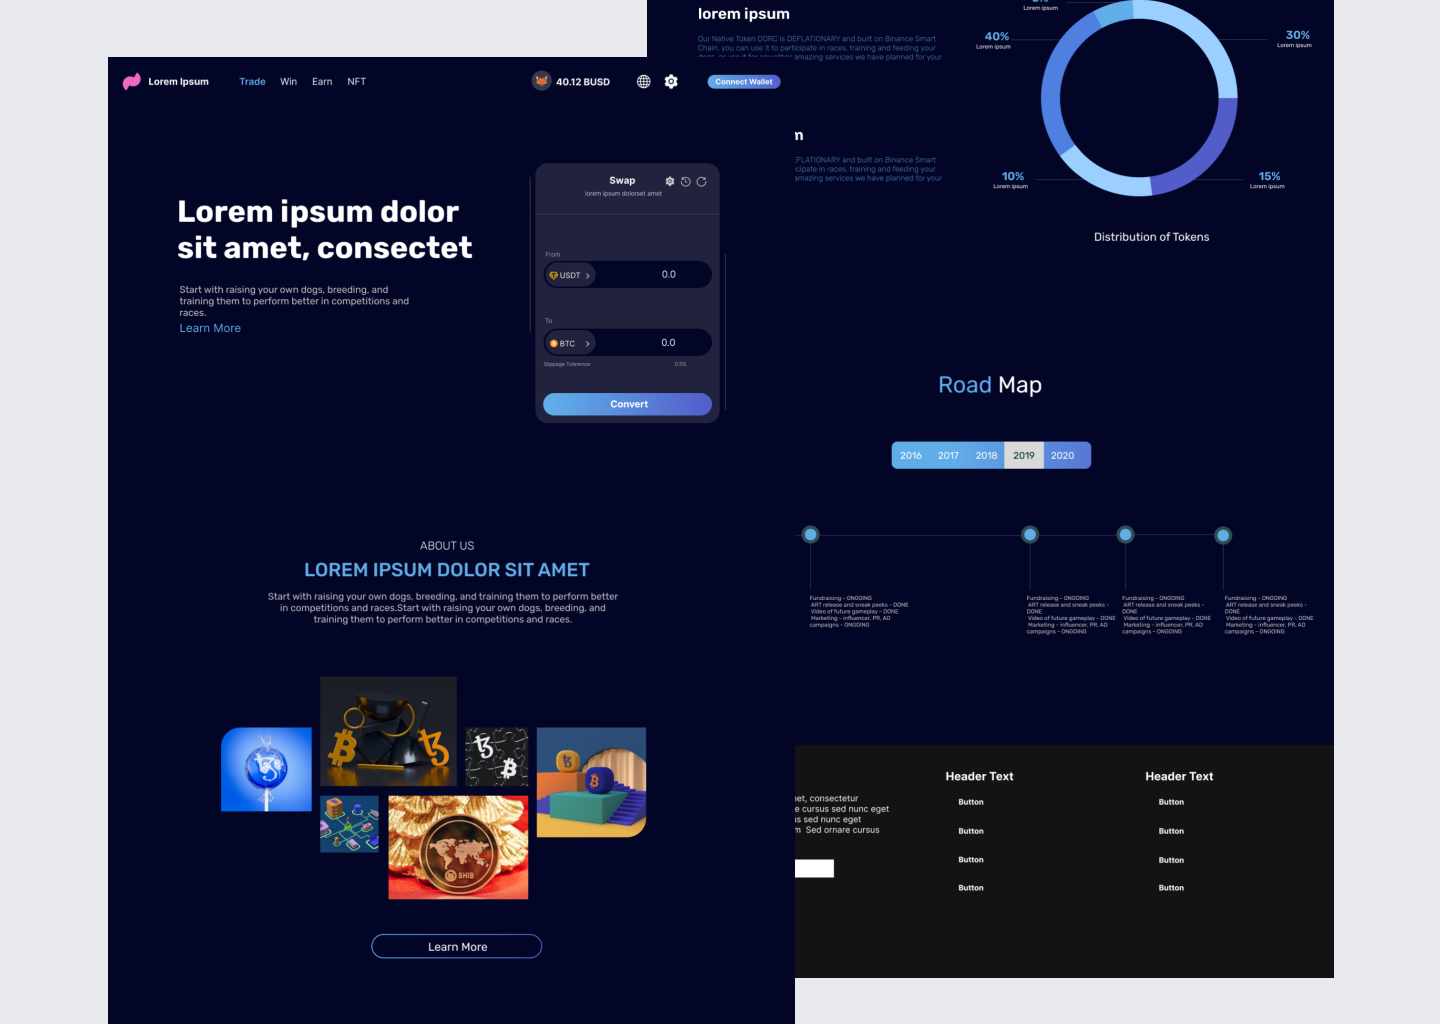 lorem ipsum
Our Native Token DORC is DEFLATIONARY and built on Binance Smart
Chain, you can use it to participate in races, training and feeding your
amazing services we have planned for your
Lorem ipsum
40%
Lorem ipsum
30%
Lorem ipsum
10%
Lorem ipsum
15%
Lorem ipsum
Distribution of Tokens
Lorem Ipsum
Trade
Win
Earn
NFT
40.12 BUSD
Connect Wallet
m
EFLATIONARY and built on Binance Smart
cipate in races, training and feeding your
amazing services we have planned for your
Lorem ipsum dolor
sit amet, consectet
Start with raising your own dogs, breeding, and
training them to perform better in competitions and
races.
Learn More
Swap
lorem ipsum dolorset amet
From
USDT
0.0
To
BTC
0.0
Slippage Tolerence
0.5%
Convert
Road Map
2016
2017
2018
2019
2020
Fundraising - ONGOING
ART release and sneak peeks - DONE
Video of future gameplay - DONE
Marketing - influencer, PR, AD
campaigns - ONGOING
Fundraising - ONGOING
ART release and sneak peeks -
DONE
Video of future gameplay - DONE
Marketing - influencer, PR, AD
campaigns - ONGOING
Fundraising - ONGOING
ART release and sneak peeks -
DONE
Video of future gameplay - DONE
Marketing - influencer, PR, AD
campaigns - ONGOING
Fundraising - ONGOING
ART release and sneak peeks -
DONE
Video of future gameplay - DONE
Marketing - influencer, PR, AD
campaigns - ONGOING
ABOUT US
LOREM IPSUM DOLOR SIT AMET
Start with raising your own dogs, breeding, and training them to perform better
in competitions and races.Start with raising your own dogs, breeding, and
training them to perform better in competitions and races.
SHIB
Learn More
et, consectetur
e cursus sed nunc eget
us sed nunc eget
m Sed ornare cursus
Header Text
Button
Button
Button
Button
Header Text
Button
Button
Button
Button